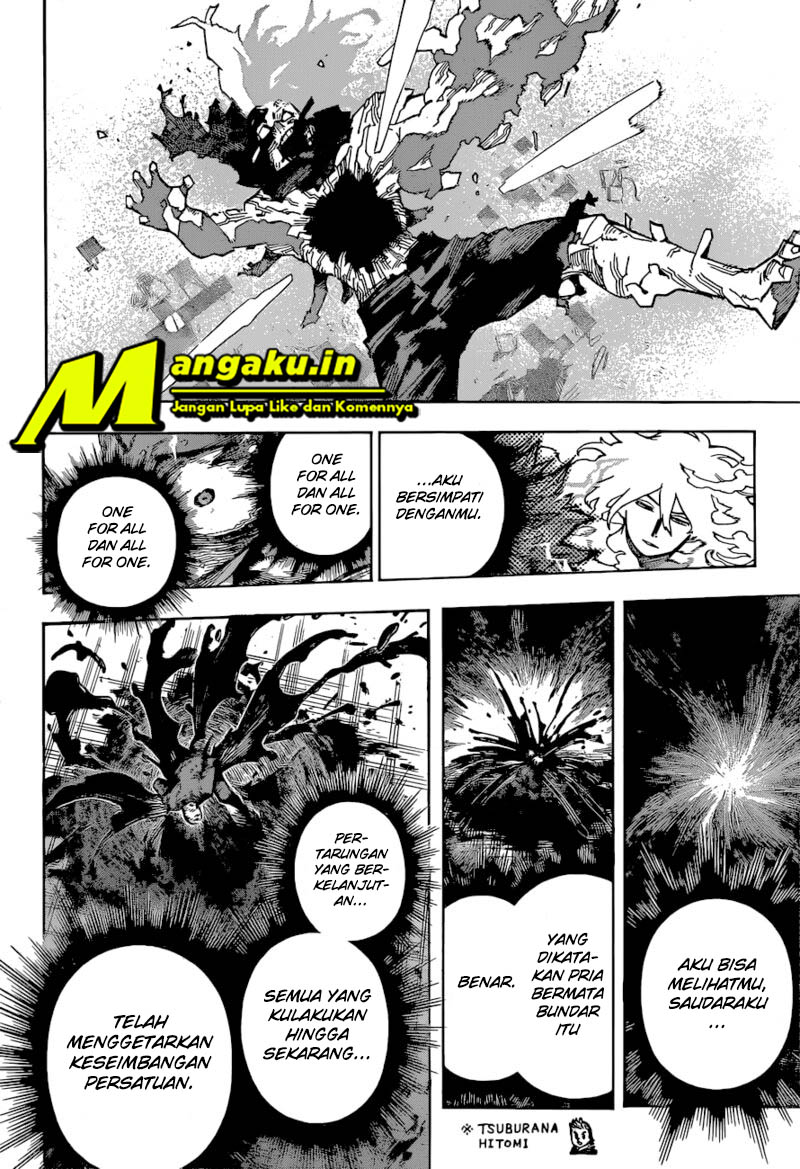 Mangaku.in
Jangan Lupa Like dan Komennya
...AKU
BERSIMPATI
DENGANMU.
ONE
FOR ALL
DAN ALL
FOR ONE.
ONE
FOR ALL
DAN ALL
FOR ONE.
AKU BISA
MELIHATMU,
SAUDARAKU
...
YANG
DIKATA-
KAN PRIA
BERMATA
BUNDAR
ITU
BENAR.
※ TSUBURANA
HITOMI
PER-
TARUNGAN
YANG BER-
KELANJUT-
AN...
SEMUA YANG
KULAKUKAN
HINGGA
SEKARANG...
TELAH
MENGGETARKAN
KESEIMBANGAN
PERSATUAN.